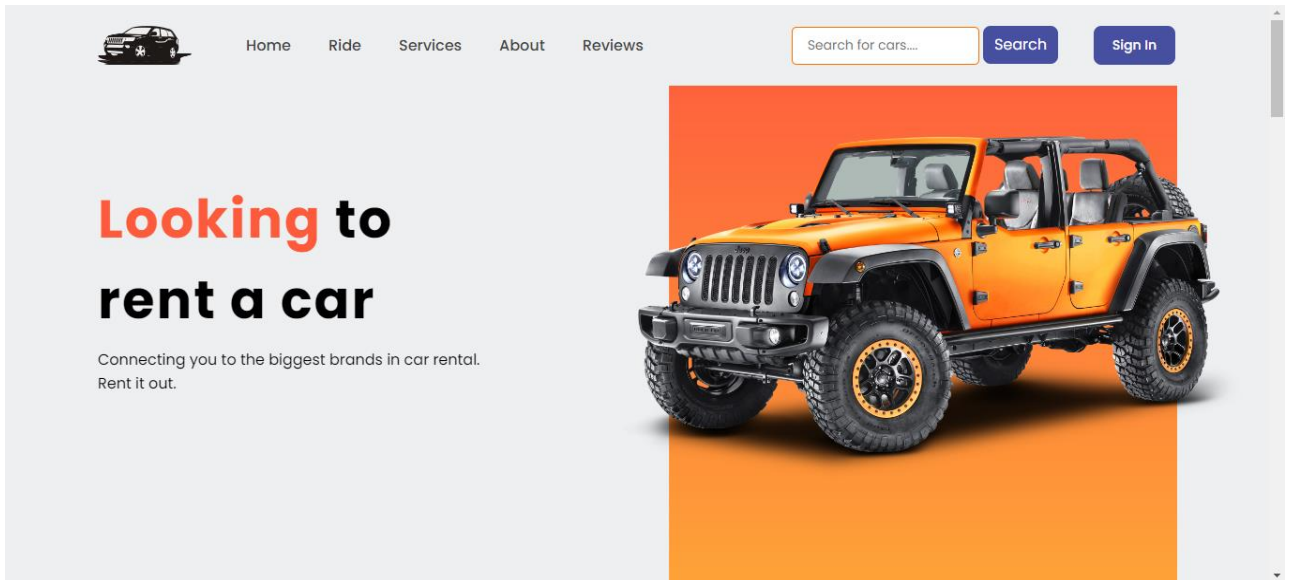 Home Ride Services About Reviews Search for cars.... Search Sign In
Looking to
rent a car
Connecting you to the biggest brands in car rental.
Rent it out.
Jeep